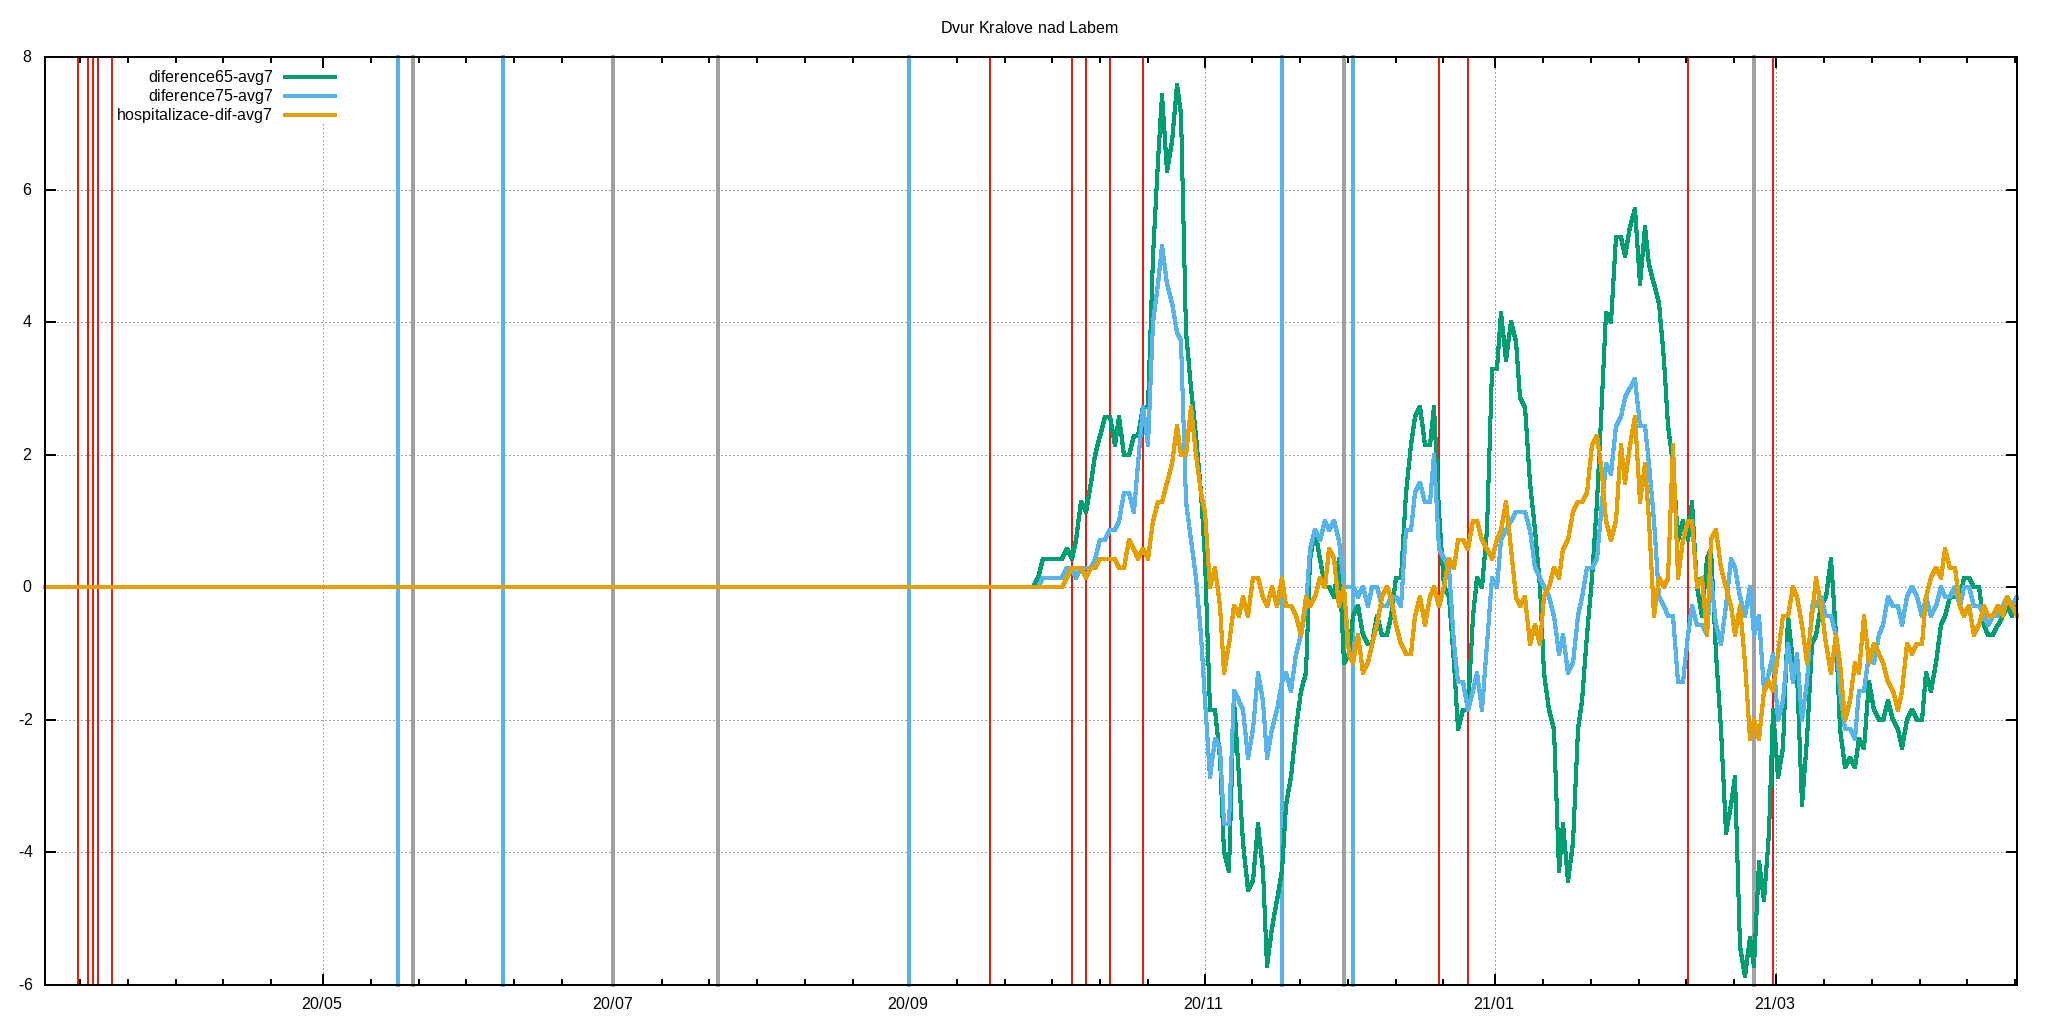 Dvur Kralove nad Labem
8
6
4
2
0
-2
-4
-6
diference65-avg7
diference75-avg7
hospitalizace-dif-avg7
20/05 20/07 20/09 20/11 21/01 21/03